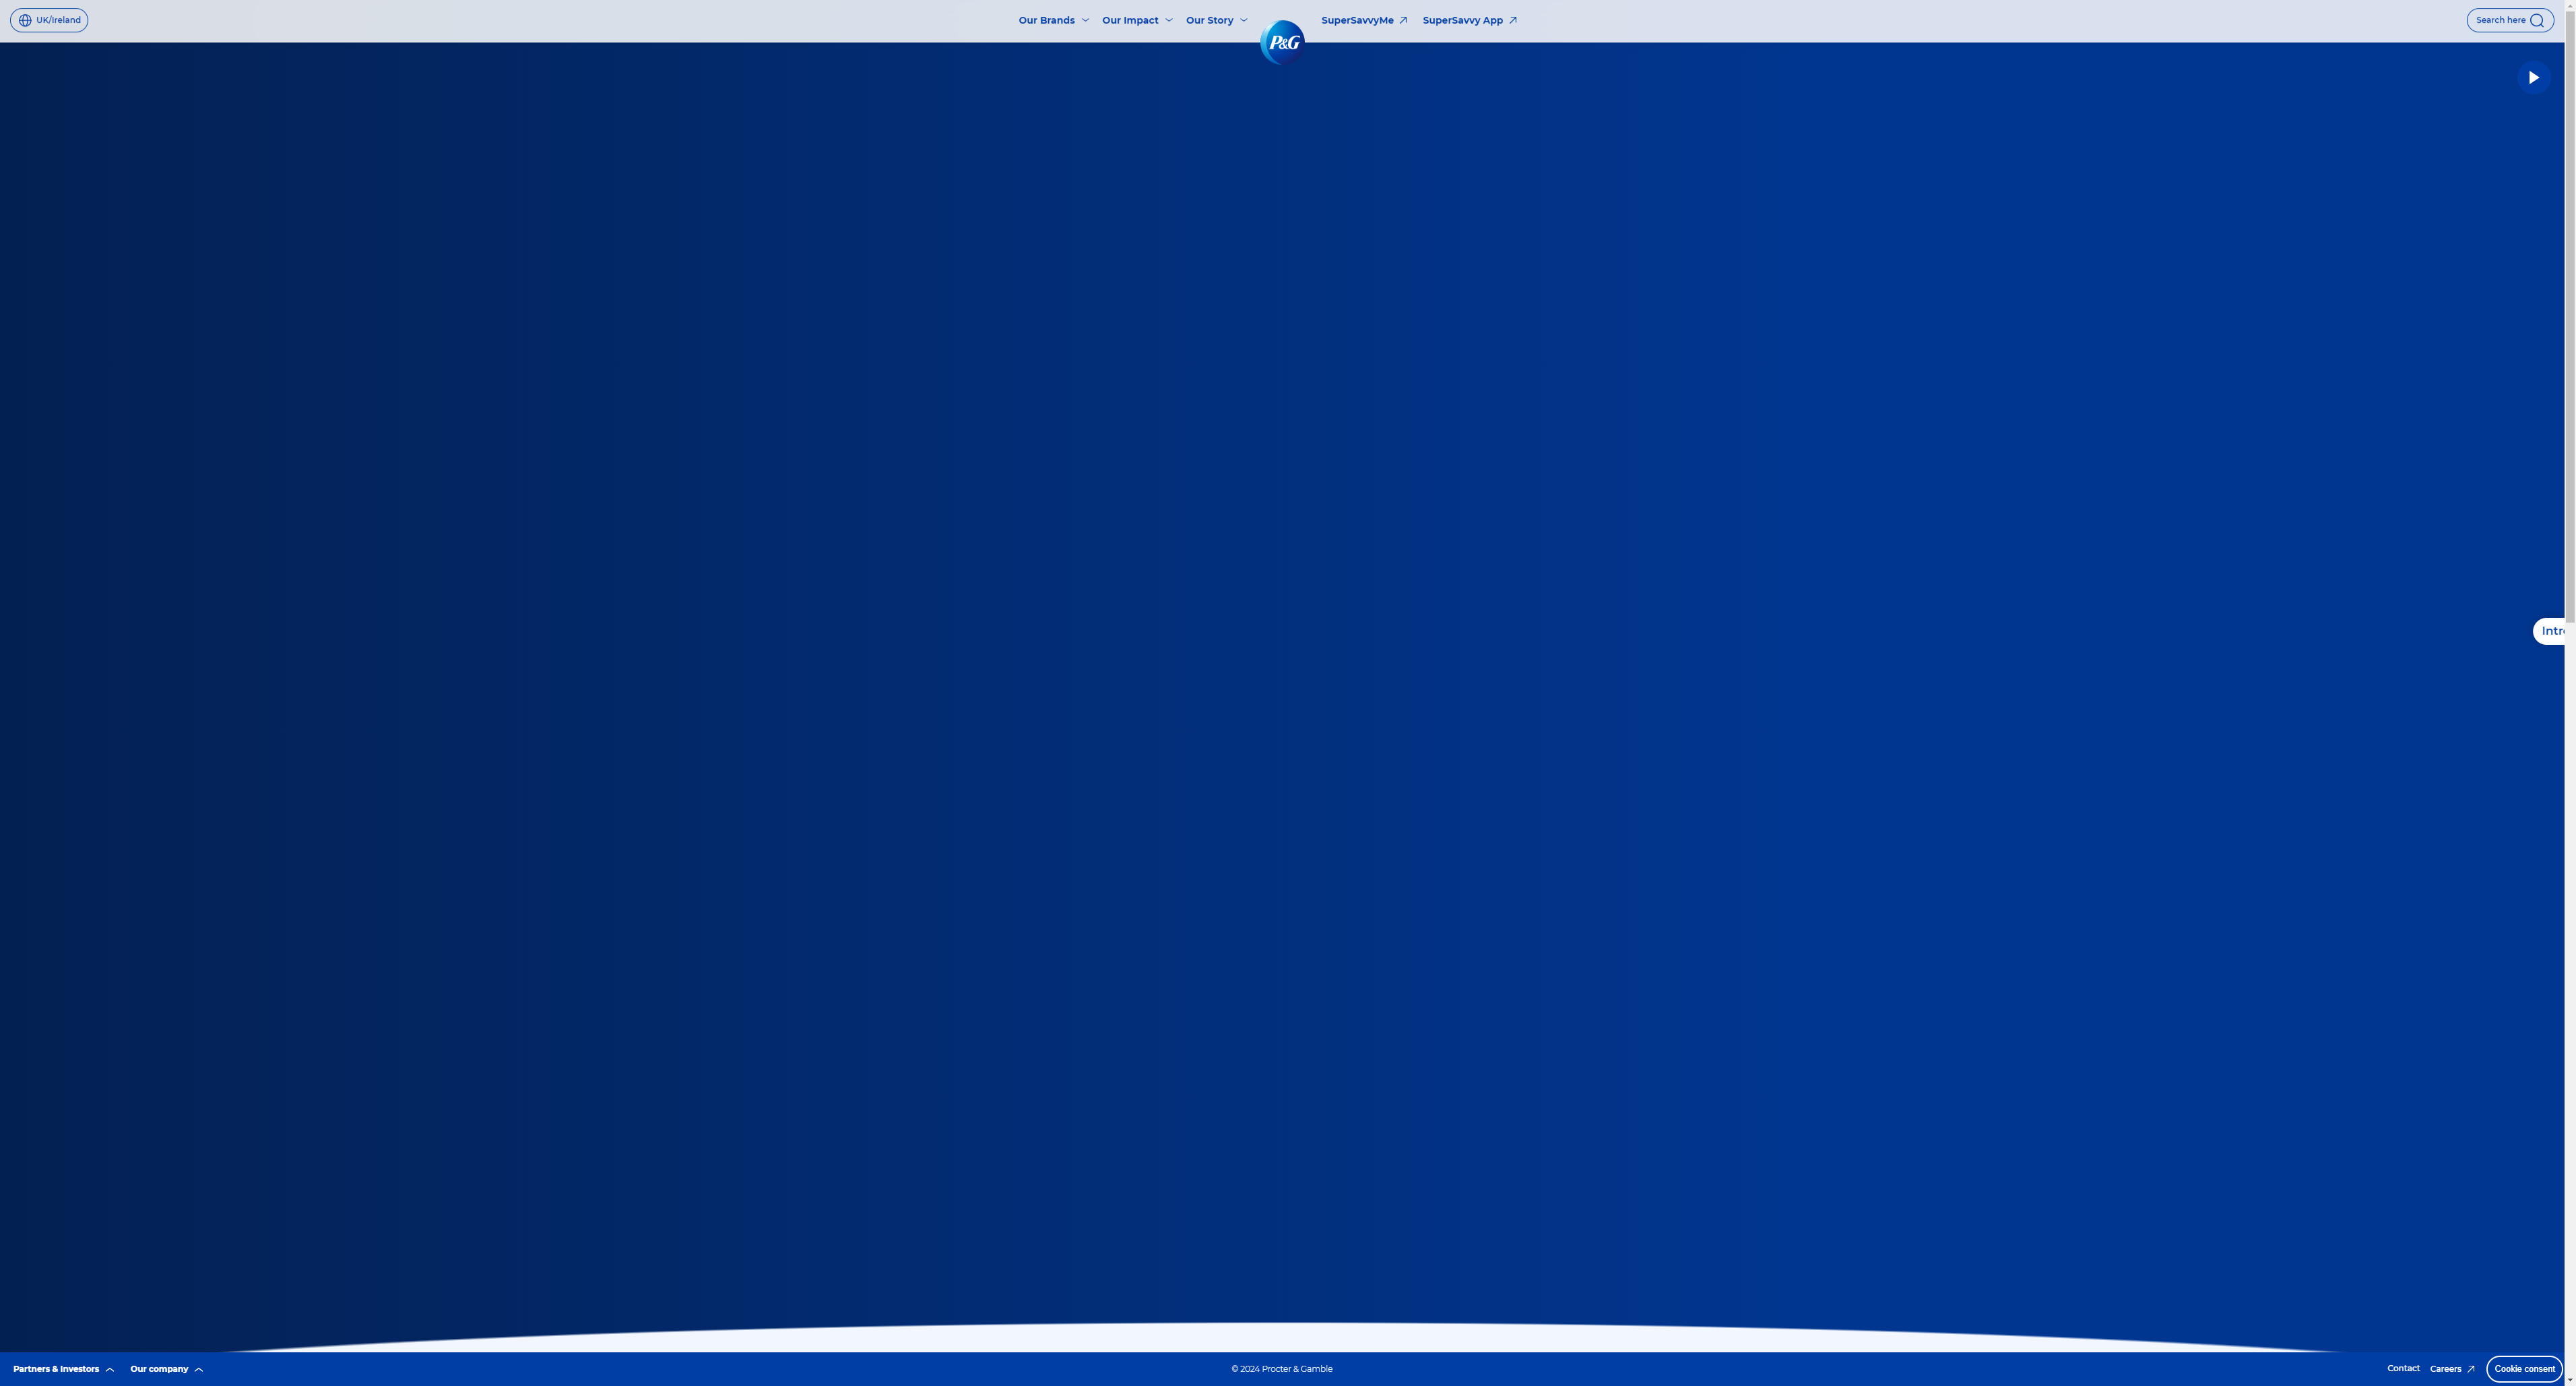 UK/Ireland
Our Brands
Our Impact
Our Story
P&G
SuperSavvyMe
SuperSavvy App
Search here
Partners & Investors
Our company
© 2024 Procter & Gamble
Contact
Careers
Cookie consent